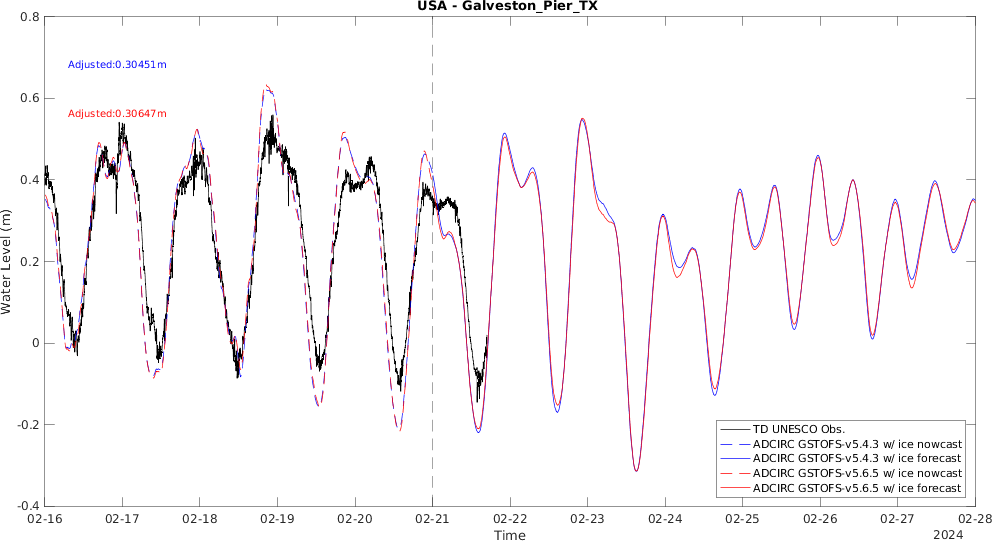 USA - Galveston_Pier_TX
0.8
Adjusted:0.30451m
0.6
Adjusted:0.30647m
0.4
0.2
0
-0.2
-0.4
Water Level (m)
TD UNESCO Obs.
ADCIRC GSTOFS-v5.4.3 w/ ice nowcast
ADCIRC GSTOFS-v5.4.3 w/ ice forecast
ADCIRC GSTOFS-v5.6.5 w/ ice nowcast
ADCIRC GSTOFS-v5.6.5 w/ ice forecast
02-16 02-17 02-18 02-19 02-20 02-21 02-22 02-23 02-24 02-25 02-26 02-27 02-28
Time
2024